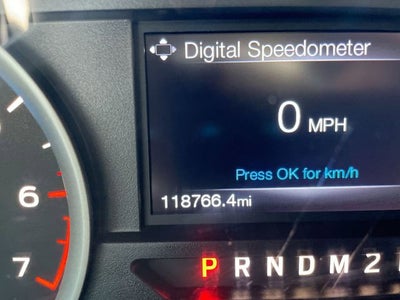 Digital Speedometer
0 MPH
Press OK for km/h
118766.4mi
6
7
P R N D M 2